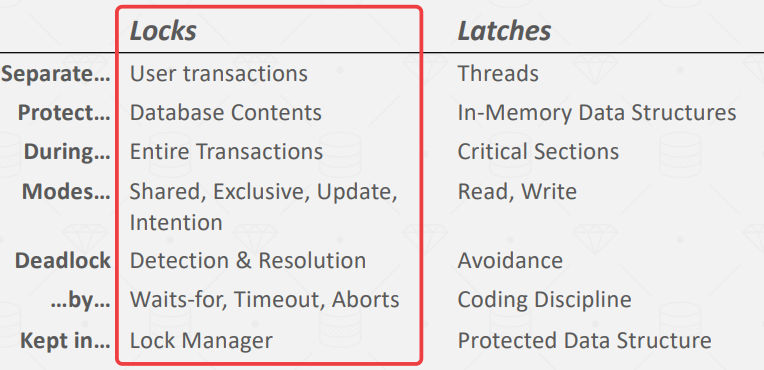 Locks Latches
Separate... User transactions Threads
Protect... Database Contents In-Memory Data Structures
During... Entire Transactions Critical Sections
Modes... Shared, Exclusive, Update, Read, Write
Intention
Deadlock Detection & Resolution Avoidance
...by... Waits-for, Timeout, Aborts Coding Discipline
Kept in... Lock Manager Protected Data Structure